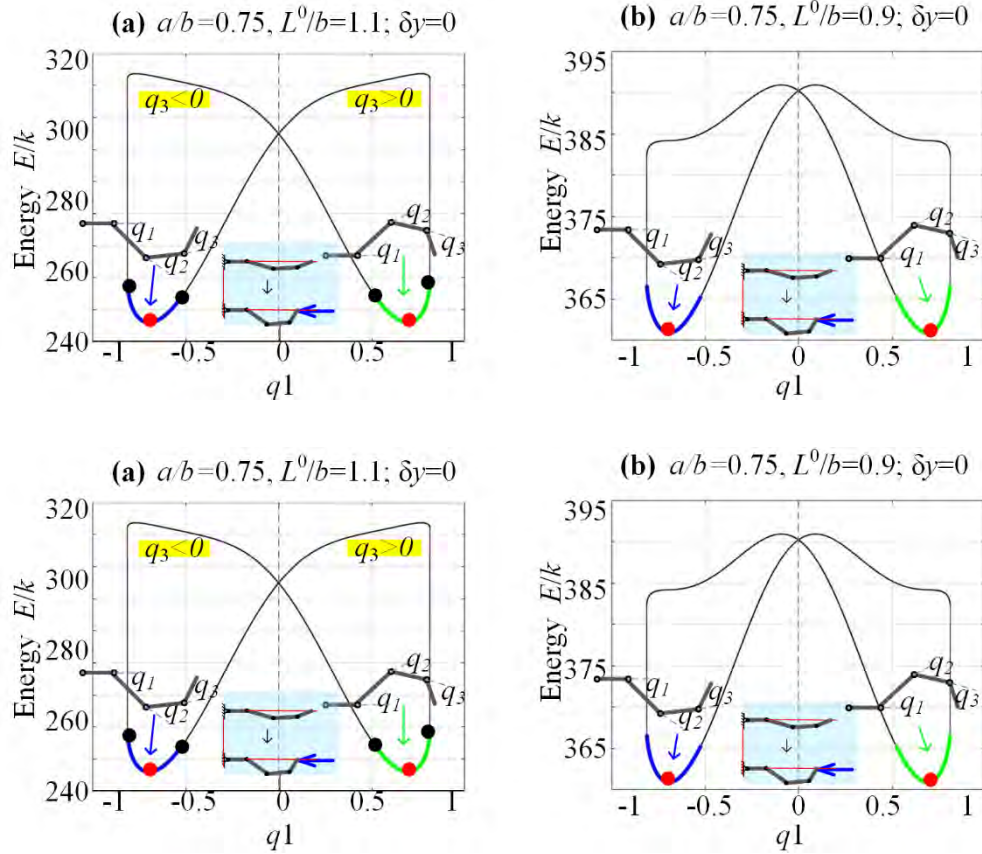 (a) a/b=0.75, L⁰/b=1.1; δy=0
(b) a/b=0.75, L⁰/b=0.9; δy=0
Energy E/k
320
300
280
260
240
q₃<0
q₃>0
q1
q2
q3
q2
q1
q3
-1
-0.5
0
0.5
1
q1
Energy E/k
395
385
375
365
q1
q2
q3
q2
q1
q3
-1
-0.5
0
0.5
1
q1
(a) a/b=0.75, L⁰/b=1.1; δy=0
(b) a/b=0.75, L⁰/b=0.9; δy=0
Energy E/k
320
300
280
260
240
q₃<0
q₃>0
q1
q2
q3
q2
q1
q3
-1
-0.5
0
0.5
1
q1
Energy E/k
395
385
375
365
q1
q2
q3
q2
q1
q3
-1
-0.5
0
0.5
1
q1